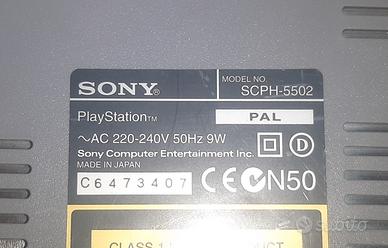 SONY®
MODEL NO.
SCPH-5502
PlayStation™
PAL
～AC 220-240V 50Hz 9W
Sony Computer Entertainment Inc.
D
MADE IN JAPAN
C6473407
CE N50
subito
CLASS 1